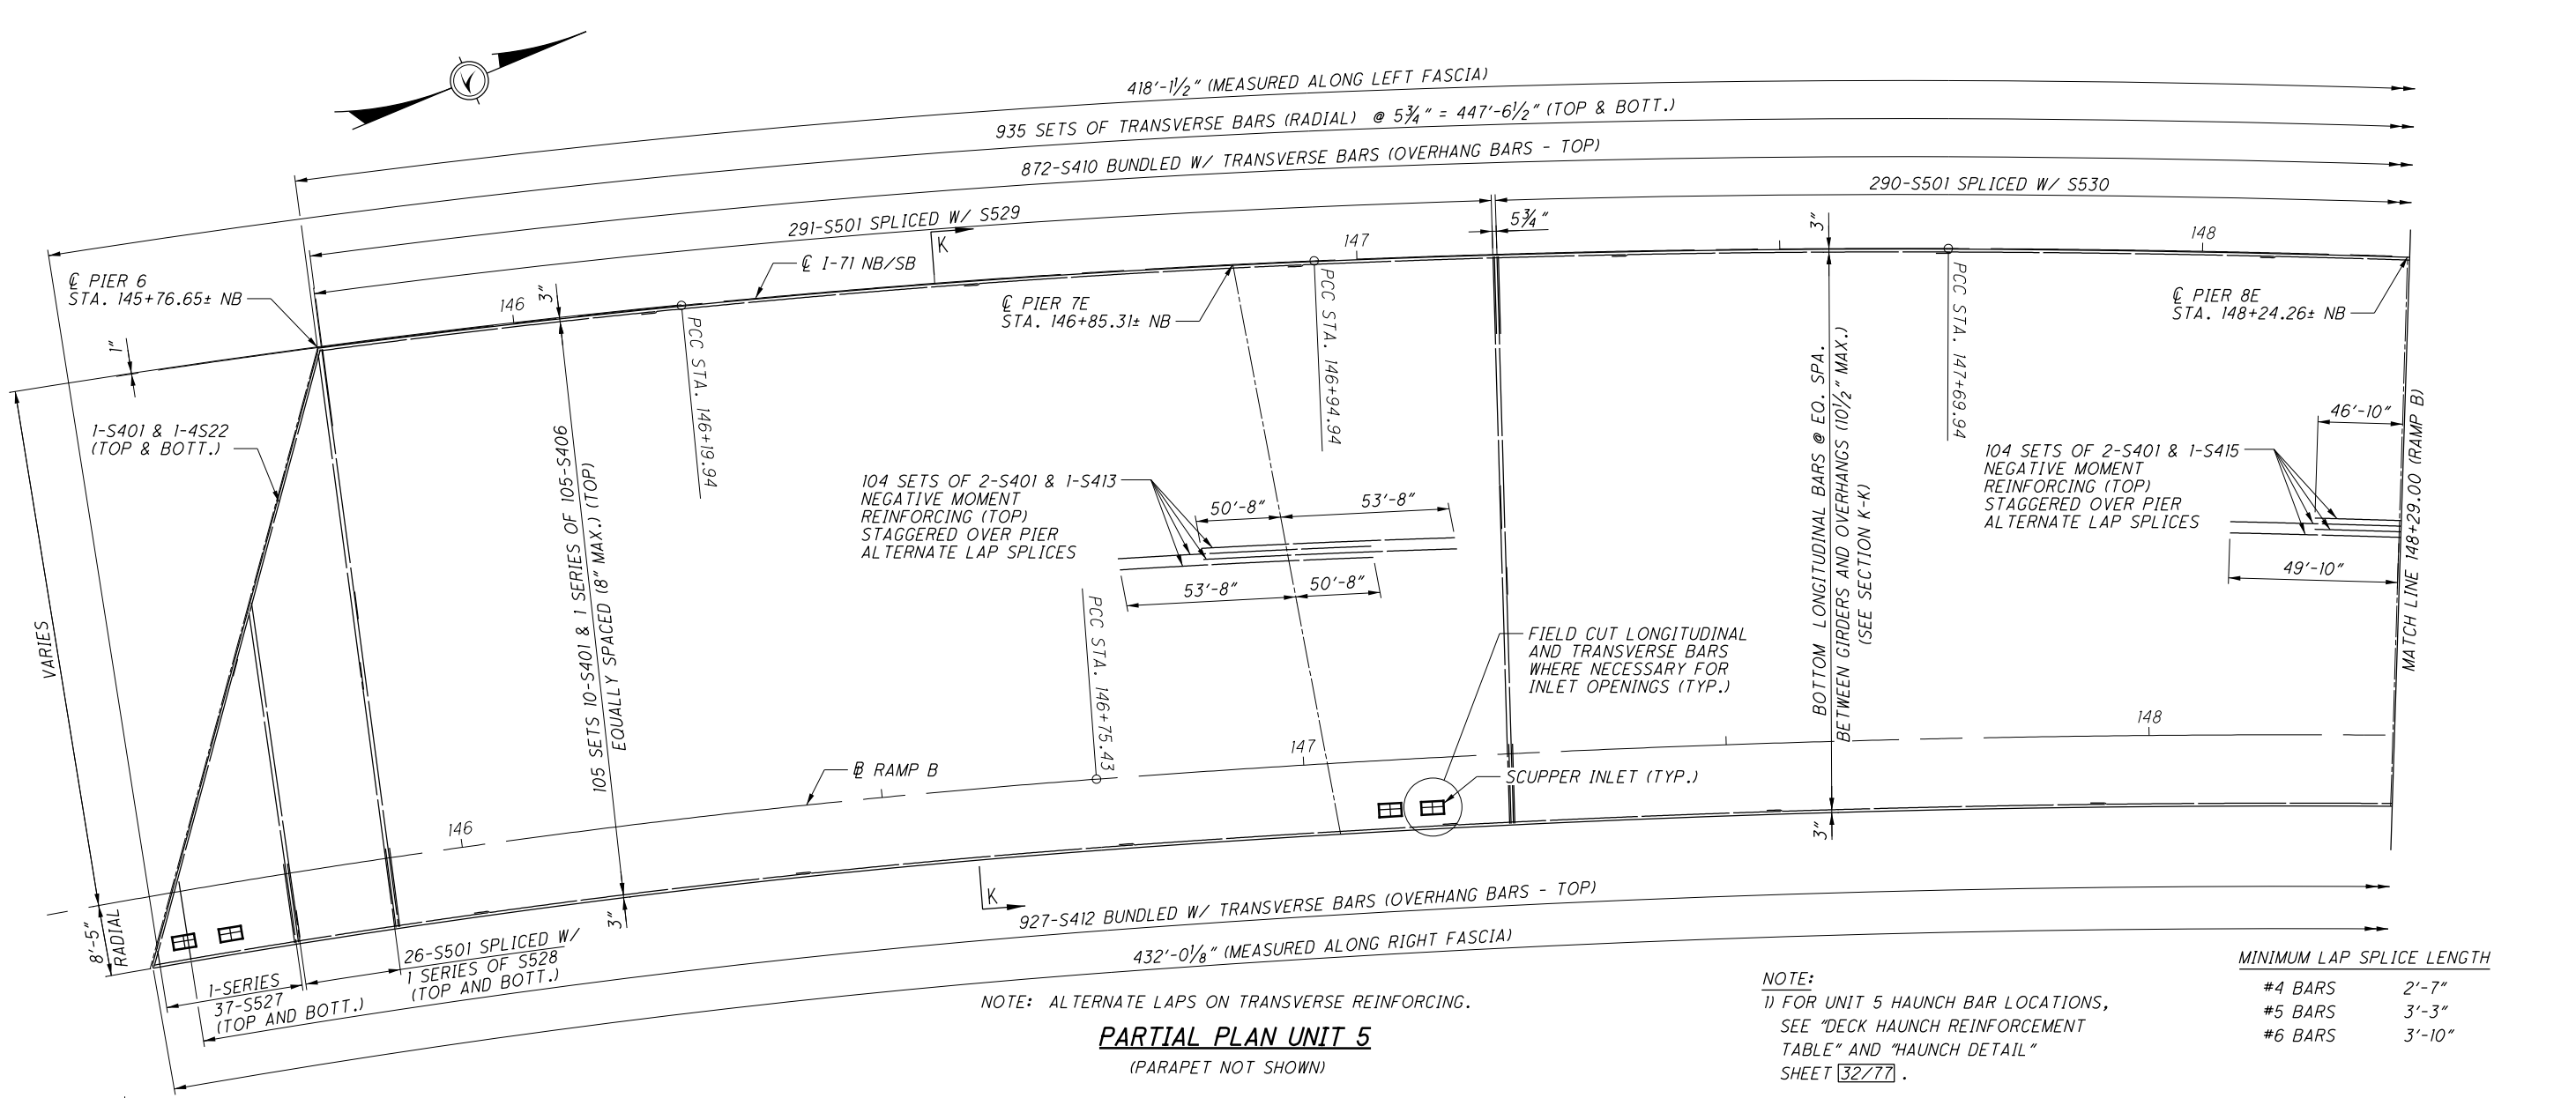 418'-1½" (MEASURED ALONG LEFT FASCIA)
935 SETS OF TRANSVERSE BARS (RADIAL) @ 5¾" = 447'-6½" (TOP & BOTT.)
872-S410 BUNDLED W/ TRANSVERSE BARS (OVERHANG BARS - TOP)
290-S501 SPLICED W/ S530
291-S501 SPLICED W/ S529
5¾"
3"
K
147
148
℄ I-71 NB/SB
℄ PIER 6
STA. 145+76.65± NB
146
3"
℄ PIER 7E
STA. 146+85.31± NB
℄ PIER 8E
STA. 148+24.26± NB
1"
PCC STA. 146+19.94
PCC STA. 146+94.94
PCC STA. 147+69.94
1-S401 & 1-4S22
(TOP & BOTT.)
105 SETS 10-S401 & 1 SERIES OF 105-S406
EQUALLY SPACED (8" MAX.) (TOP)
104 SETS OF 2-S401 & 1-S413
NEGATIVE MOMENT
REINFORCING (TOP)
STAGGERED OVER PIER
ALTERNATE LAP SPLICES
50'-8"
53'-8"
53'-8"
50'-8"
BOTTOM LONGITUDINAL BARS @ EQ. SPA.
BETWEEN GIRDERS AND OVERHANGS (10½" MAX.)
(SEE SECTION K-K)
104 SETS OF 2-S401 & 1-S415
NEGATIVE MOMENT
REINFORCING (TOP)
STAGGERED OVER PIER
ALTERNATE LAP SPLICES
46'-10"
49'-10"
MATCH LINE 148+29.00 (RAMP B)
VARIES
PCC STA. 146+75.43
FIELD CUT LONGITUDINAL
AND TRANSVERSE BARS
WHERE NECESSARY FOR
INLET OPENINGS (TYP.)
148
147
146
℄ RAMP B
SCUPPER INLET (TYP.)
3"
3"
K
8'-5"
RADIAL
927-S412 BUNDLED W/ TRANSVERSE BARS (OVERHANG BARS - TOP)
432'-0⅛" (MEASURED ALONG RIGHT FASCIA)
26-S501 SPLICED W/
1 SERIES OF S528
(TOP AND BOTT.)
1-SERIES
37-S527
(TOP AND BOTT.)
NOTE: ALTERNATE LAPS ON TRANSVERSE REINFORCING.
PARTIAL PLAN UNIT 5
(PARAPET NOT SHOWN)
NOTE:
1) FOR UNIT 5 HAUNCH BAR LOCATIONS,
SEE "DECK HAUNCH REINFORCEMENT
TABLE" AND "HAUNCH DETAIL"
SHEET 32/77 .
MINIMUM LAP SPLICE LENGTH
#4 BARS 2'-7"
#5 BARS 3'-3"
#6 BARS 3'-10"